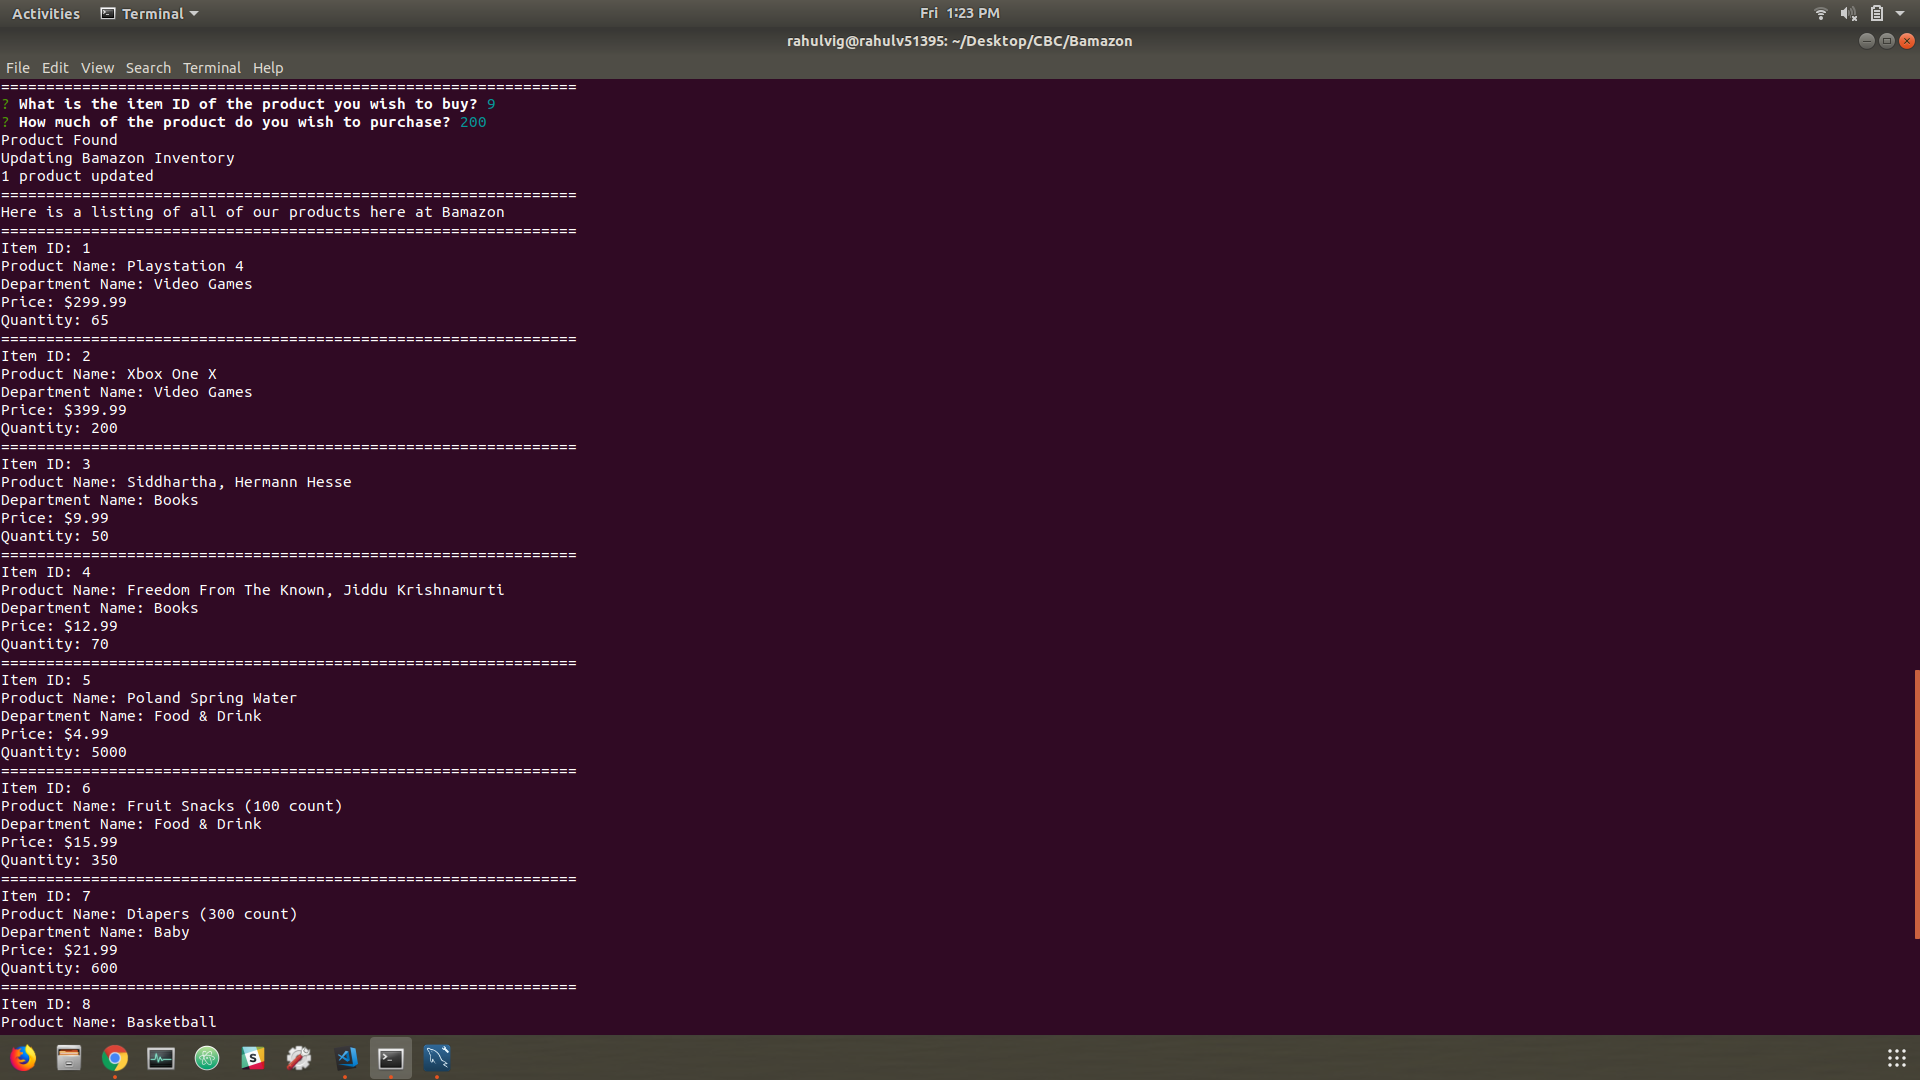 Activities Terminal Fri 1:23 PM
rahulvig@rahulv51395: ~/Desktop/CBC/Bamazon
File Edit View Search Terminal Help
================================================================
? What is the item ID of the product you wish to buy? 9
? How much of the product do you wish to purchase? 200
Product Found
Updating Bamazon Inventory
1 product updated
================================================================
Here is a listing of all of our products here at Bamazon
================================================================
Item ID: 1
Product Name: Playstation 4
Department Name: Video Games
Price: $299.99
Quantity: 65
================================================================
Item ID: 2
Product Name: Xbox One X
Department Name: Video Games
Price: $399.99
Quantity: 200
================================================================
Item ID: 3
Product Name: Siddhartha, Hermann Hesse
Department Name: Books
Price: $9.99
Quantity: 50
================================================================
Item ID: 4
Product Name: Freedom From The Known, Jiddu Krishnamurti
Department Name: Books
Price: $12.99
Quantity: 70
================================================================
Item ID: 5
Product Name: Poland Spring Water
Department Name: Food & Drink
Price: $4.99
Quantity: 5000
================================================================
Item ID: 6
Product Name: Fruit Snacks (100 count)
Department Name: Food & Drink
Price: $15.99
Quantity: 350
================================================================
Item ID: 7
Product Name: Diapers (300 count)
Department Name: Baby
Price: $21.99
Quantity: 600
================================================================
Item ID: 8
Product Name: Basketball